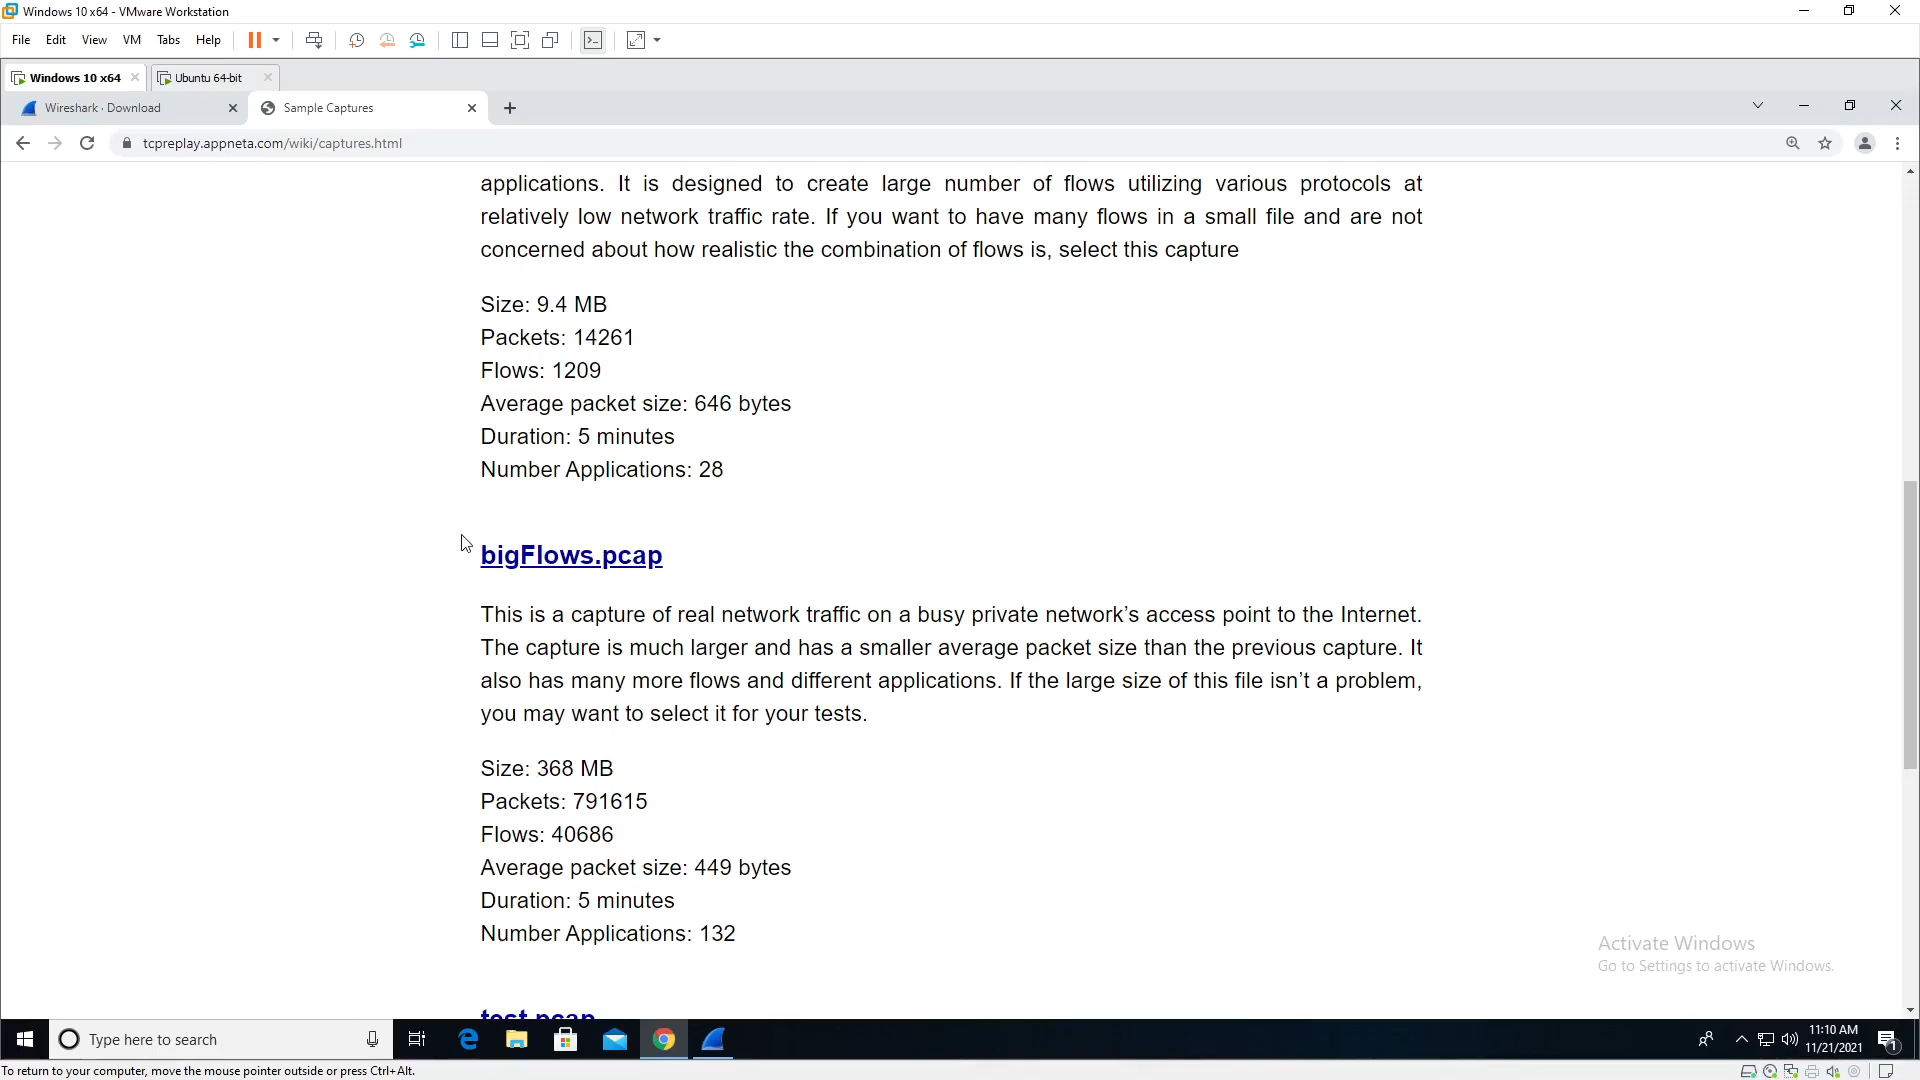 Windows 10 x64 - VMware Workstation
File Edit View VM Tabs Help
Windows 10 x64 Ubuntu 64-bit
Wireshark · Download Sample Captures
tcpreplay.appneta.com/wiki/captures.html
applications. It is designed to create large number of flows utilizing various protocols at
relatively low network traffic rate. If you want to have many flows in a small file and are not
concerned about how realistic the combination of flows is, select this capture
Size: 9.4 MB
Packets: 14261
Flows: 1209
Average packet size: 646 bytes
Duration: 5 minutes
Number Applications: 28
bigFlows.pcap
This is a capture of real network traffic on a busy private network’s access point to the Internet.
The capture is much larger and has a smaller average packet size than the previous capture. It
also has many more flows and different applications. If the large size of this file isn’t a problem,
you may want to select it for your tests.
Size: 368 MB
Packets: 791615
Flows: 40686
Average packet size: 449 bytes
Duration: 5 minutes
Number Applications: 132
Activate Windows
Go to Settings to activate Windows.
test.pcap
Type here to search
11:10 AM
11/21/2021
1
To return to your computer, move the mouse pointer outside or press Ctrl+Alt.